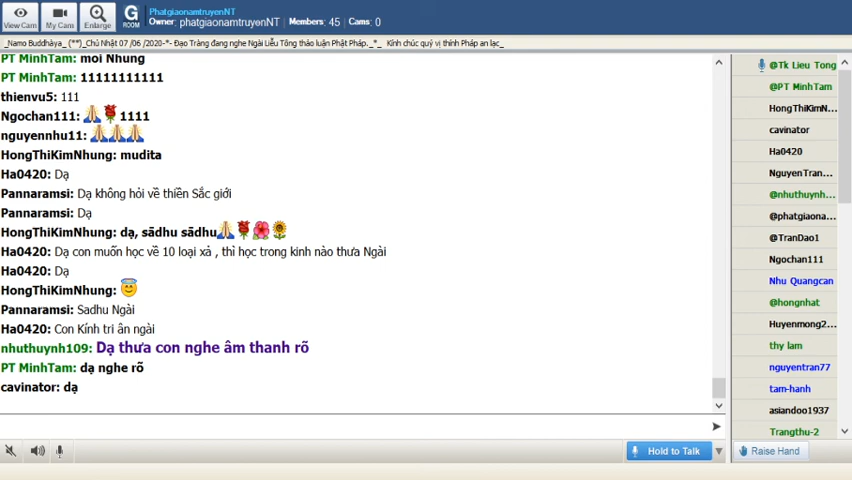 View Cam
My Cams
Enlarge
G
ROOM
PhatgiaonamtruyenNT
Owner: phatgiaonamtruyenNT Members: 45 Cams: 0
_Namo Buddhàya_ (**)_Chủ Nhật 07 /06 /2020-*- Đạo Tràng đang nghe Ngài Liễu Tông thảo luận Phật Pháp._*_ Kính chúc quý vị thính Pháp an lạc_
PT MinhTam: moi Nhung
PT MinhTam: 11111111111
thienvu5: 111
Ngochan111: 🙏🌹 1111
nguyennhu11: 🙏🙏🙏
HongThiKimNhung: mudita
Ha0420: Dạ
Pannaramsi: Dạ không hỏi về thiền Sắc giới
Pannaramsi: Dạ
HongThiKimNhung: dạ, sādhu sādhu🙏🌹🌺🌻
Ha0420: Dạ con muốn học về 10 loại xả , thì học trong kinh nào thưa Ngài
Ha0420: Dạ
HongThiKimNhung: 😇
Pannaramsi: Sadhu Ngài
Ha0420: Con Kính tri ân ngài
nhuthuynh109: Dạ thưa con nghe âm thanh rõ
PT MinhTam: dạ nghe rõ
cavinator: dạ
Hold to Talk
@Tk Lieu Tong
@PT MinhTam
HongThiKimN...
cavinator
Ha0420
NguyenTran...
@nhuthuynh...
@phatgiaona...
@TranDao1
Ngochan111
Nhu Quangcan
@hongnhat
Huyenmong2...
thy lam
nguyentran77
tam-hanh
asiandoo1937
Trangthu-2
Raise Hand